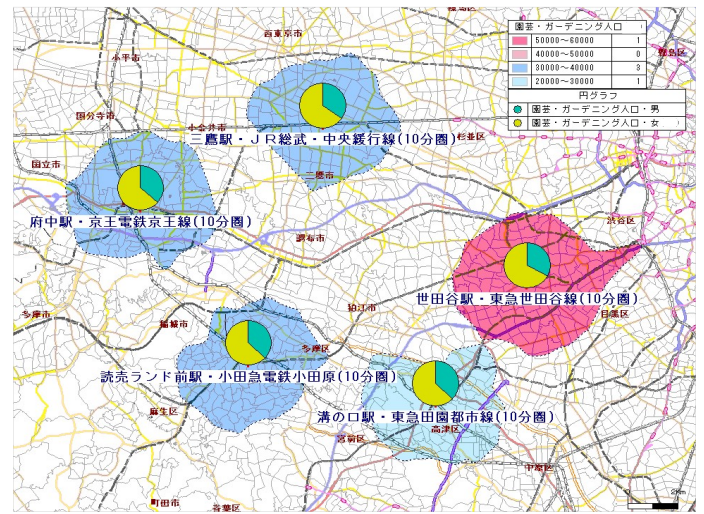 園芸・ガーデニング人口
50000～60000 1
40000～50000 0
30000～40000 3
20000～30000 1
円グラフ
園芸・ガーデニング人口・男
園芸・ガーデニング人口・女
西東京市
小平市
国分寺市
小金井市
三鷹駅・ＪＲ総武・中央緩行線(10分圏)
杉並区
国立市
三鷹市
府中駅・京王電鉄京王線(10分圏)
渋谷区
調布市
世田谷駅・東急世田谷線(10分圏)
狛江市
目黒区
多摩市
稲城市
多摩区
読売ランド前駅・小田急電鉄小田原(10分圏)
麻生区
溝の口駅・東急田園都市線(10分圏)
高津区
宮前区
中原区
町田市
青葉区